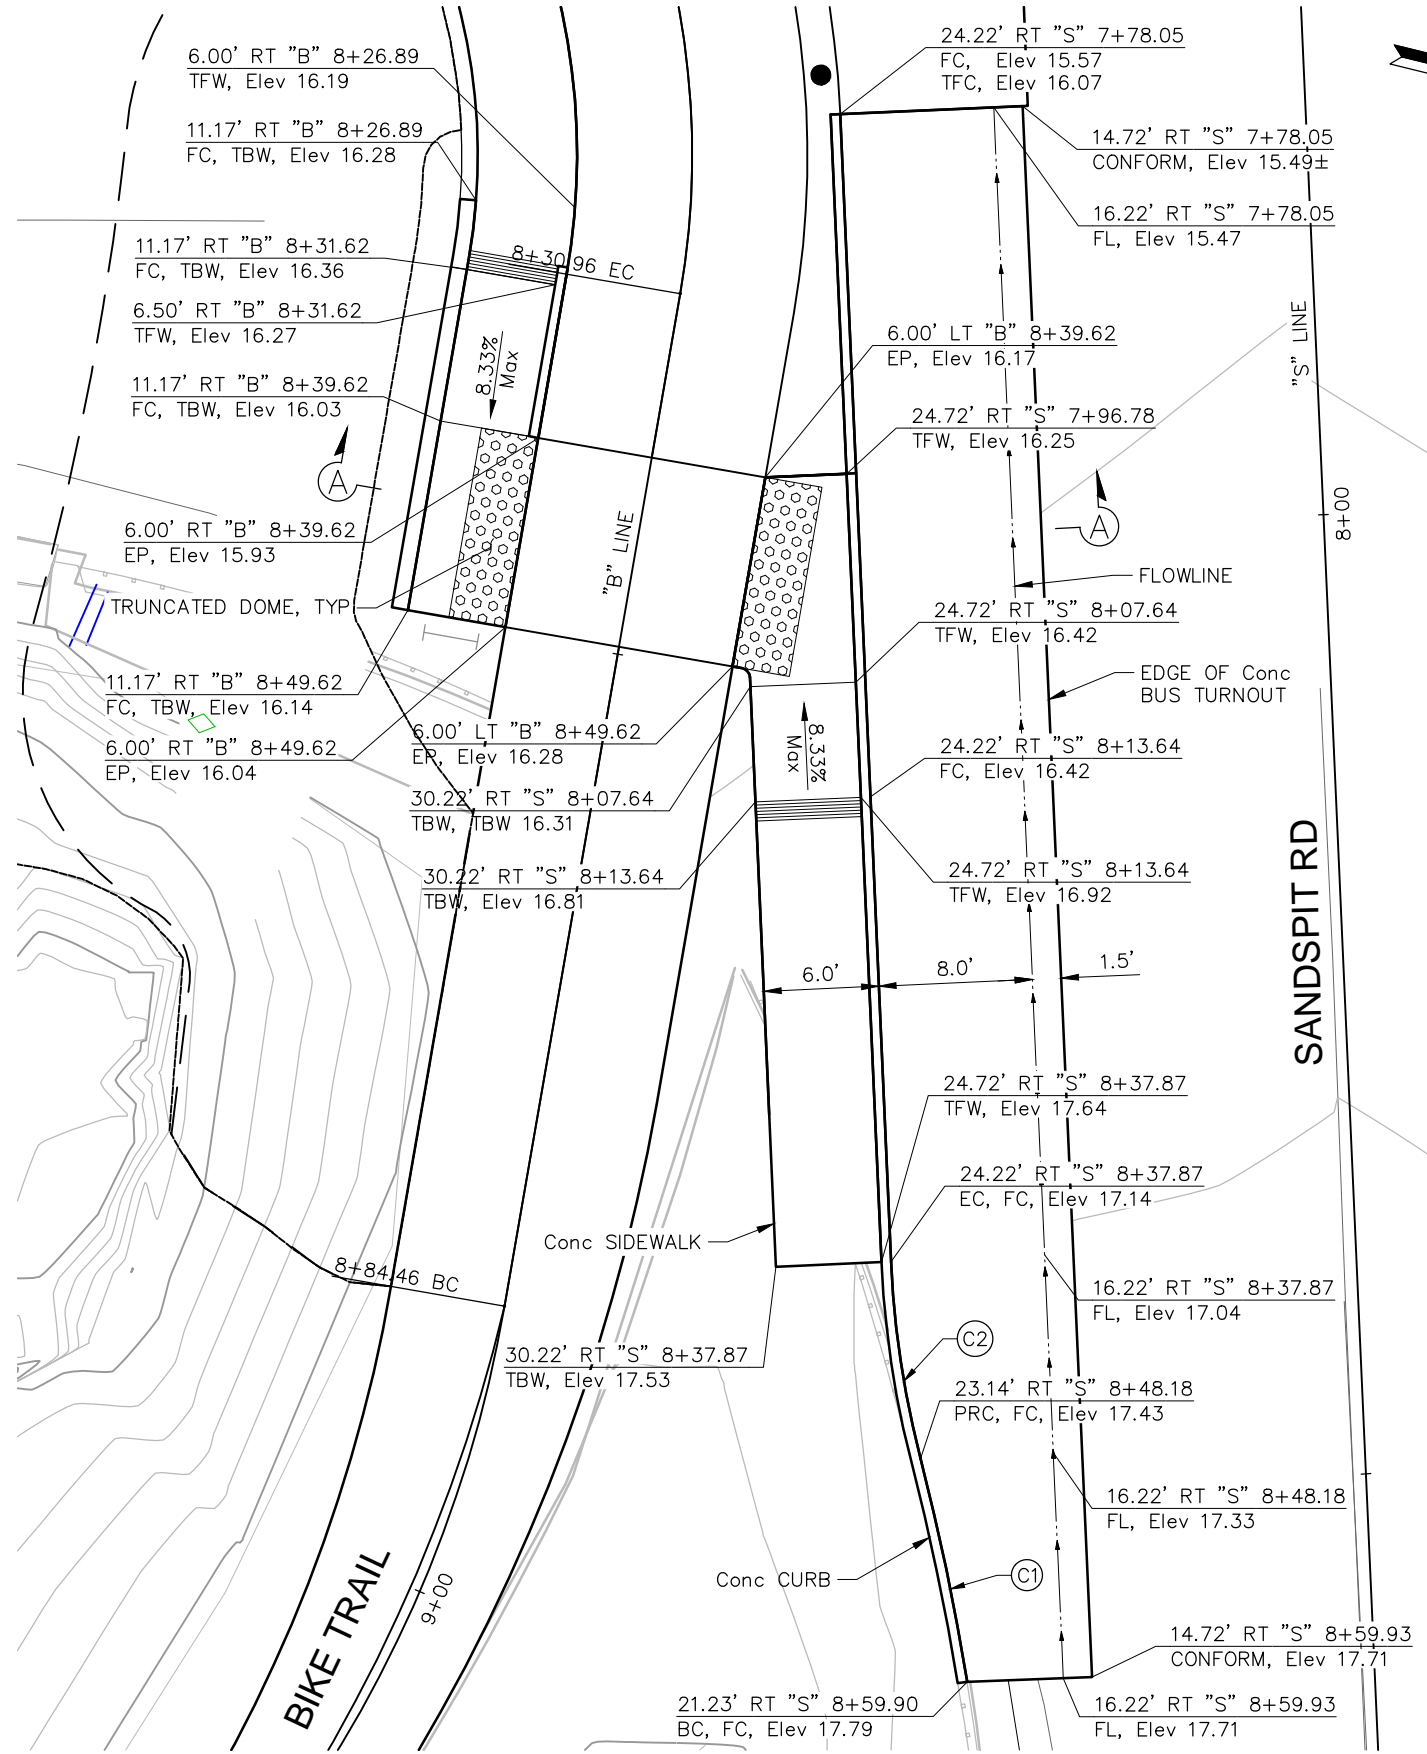 6.00' RT "B" 8+26.89
TFW, Elev 16.19
11.17' RT "B" 8+26.89
FC, TBW, Elev 16.28
11.17' RT "B" 8+31.62
FC, TBW, Elev 16.36
6.50' RT "B" 8+31.62
TFW, Elev 16.27
11.17' RT "B" 8+39.62
FC, TBW, Elev 16.03
A
6.00' RT "B" 8+39.62
EP, Elev 15.93
TRUNCATED DOME, TYP
11.17' RT "B" 8+49.62
FC, TBW, Elev 16.14
6.00' RT "B" 8+49.62
EP, Elev 16.04
8+30.96 EC
8.33%
Max
"B" LINE
6.00' LT "B" 8+49.62
EP, Elev 16.28
30.22' RT "S" 8+07.64
TBW, TBW 16.31
30.22' RT "S" 8+13.64
TBW, Elev 16.81
8.33%
Max
6.0'
8.0'
1.5'
24.22' RT "S" 7+78.05
FC, Elev 15.57
TFC, Elev 16.07
14.72' RT "S" 7+78.05
CONFORM, Elev 15.49±
16.22' RT "S" 7+78.05
FL, Elev 15.47
6.00' LT "B" 8+39.62
EP, Elev 16.17
24.72' RT "S" 7+96.78
TFW, Elev 16.25
A
"S" LINE
8+00
FLOWLINE
24.72' RT "S" 8+07.64
TFW, Elev 16.42
EDGE OF Conc
BUS TURNOUT
24.22' RT "S" 8+13.64
FC, Elev 16.42
24.72' RT "S" 8+13.64
TFW, Elev 16.92
SANDSPIT RD
24.72' RT "S" 8+37.87
TFW, Elev 17.64
24.22' RT "S" 8+37.87
EC, FC, Elev 17.14
Conc SIDEWALK
8+84.46 BC
16.22' RT "S" 8+37.87
FL, Elev 17.04
C2
30.22' RT "S" 8+37.87
TBW, Elev 17.53
23.14' RT "S" 8+48.18
PRC, FC, Elev 17.43
16.22' RT "S" 8+48.18
FL, Elev 17.33
Conc CURB
C1
9+00
BIKE TRAIL
14.72' RT "S" 8+59.93
CONFORM, Elev 17.71
21.23' RT "S" 8+59.90
BC, FC, Elev 17.79
16.22' RT "S" 8+59.93
FL, Elev 17.71